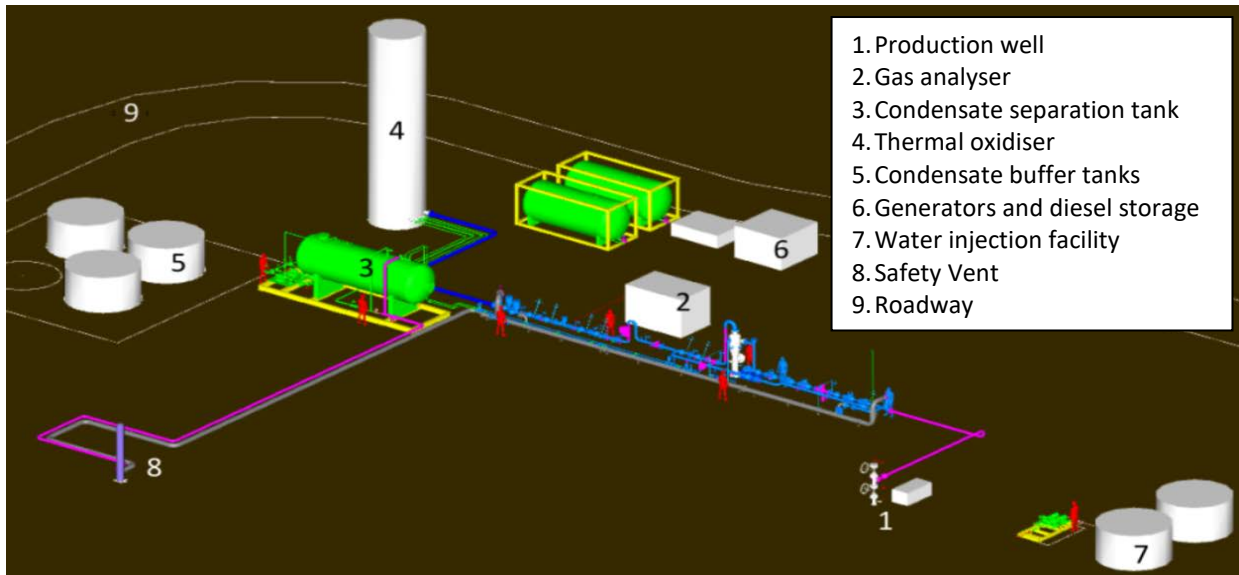 1. Production well
2. Gas analyser
3. Condensate separation tank
4. Thermal oxidiser
5. Condensate buffer tanks
6. Generators and diesel storage
7. Water injection facility
8. Safety Vent
9. Roadway
9
4
3
5
6
2
8
1
7